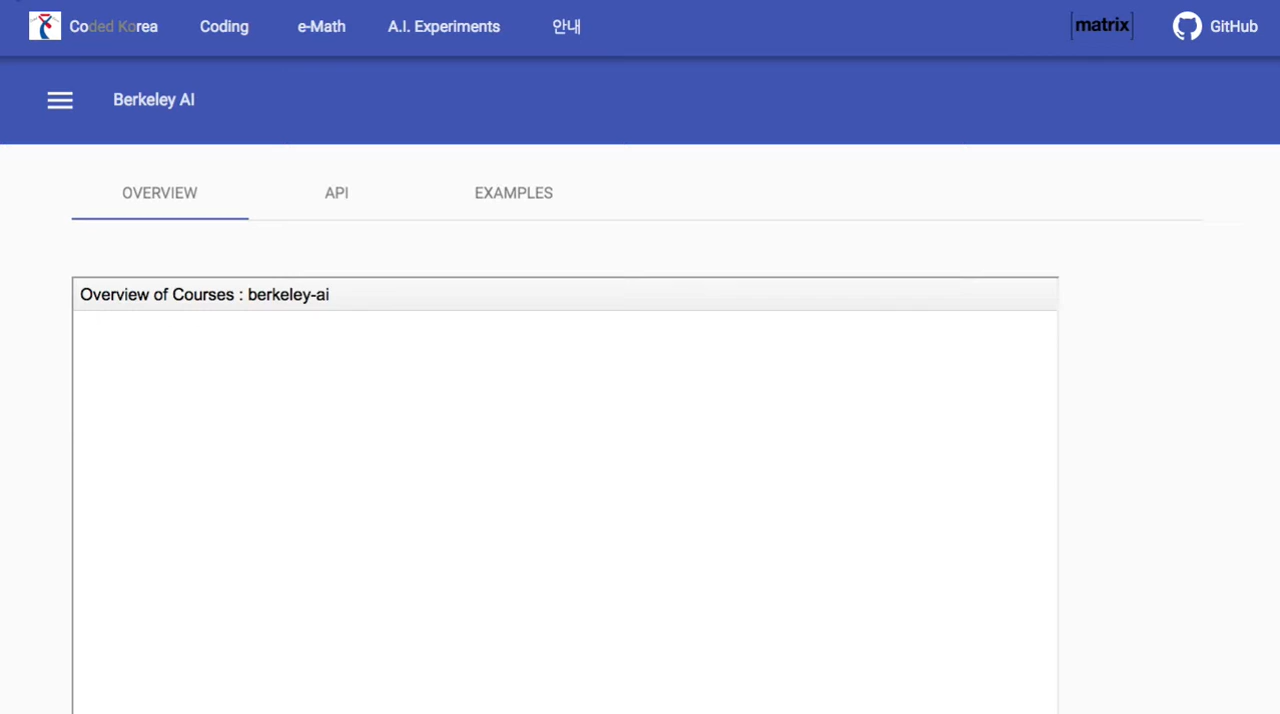 Coded Korea Coding e-Math A.I. Experiments 안내 matrix GitHub
Berkeley AI
OVERVIEW API EXAMPLES
Overview of Courses : berkeley-ai